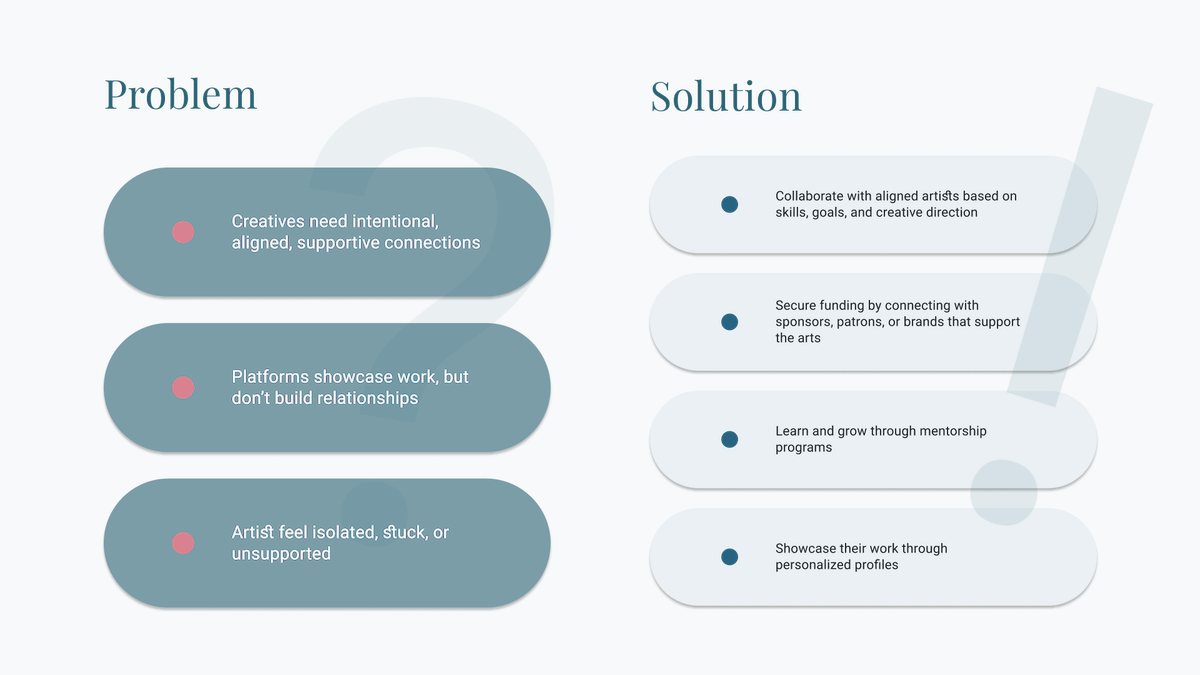 Problem
Creatives need intentional,
aligned, supportive connections
Platforms showcase work, but
don't build relationships
Artist feel isolated, stuck, or
unsupported
?
Solution
Collaborate with aligned artists based on
skills, goals, and creative direction
Secure funding by connecting with
sponsors, patrons, or brands that support
the arts
Learn and grow through mentorship
programs
Showcase their work through
personalized profiles
!